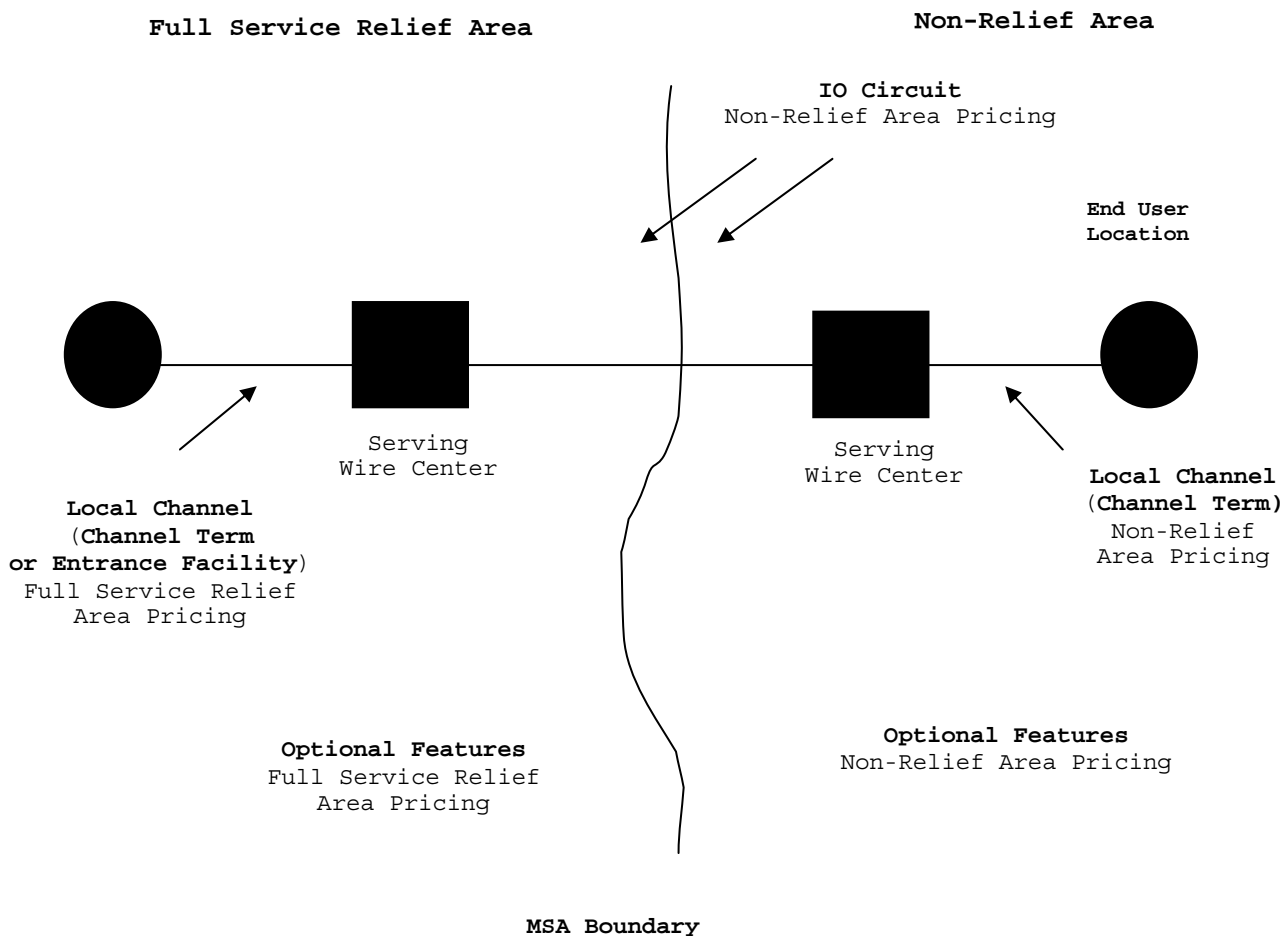 Full Service Relief Area
Non-Relief Area
IO Circuit
Non-Relief Area Pricing
End User
Location
Serving
Wire Center
Serving
Wire Center
Local Channel
(Channel Term
or Entrance Facility)
Full Service Relief
Area Pricing
Local Channel
(Channel Term)
Non-Relief
Area Pricing
Optional Features
Full Service Relief
Area Pricing
Optional Features
Non-Relief Area Pricing
MSA Boundary